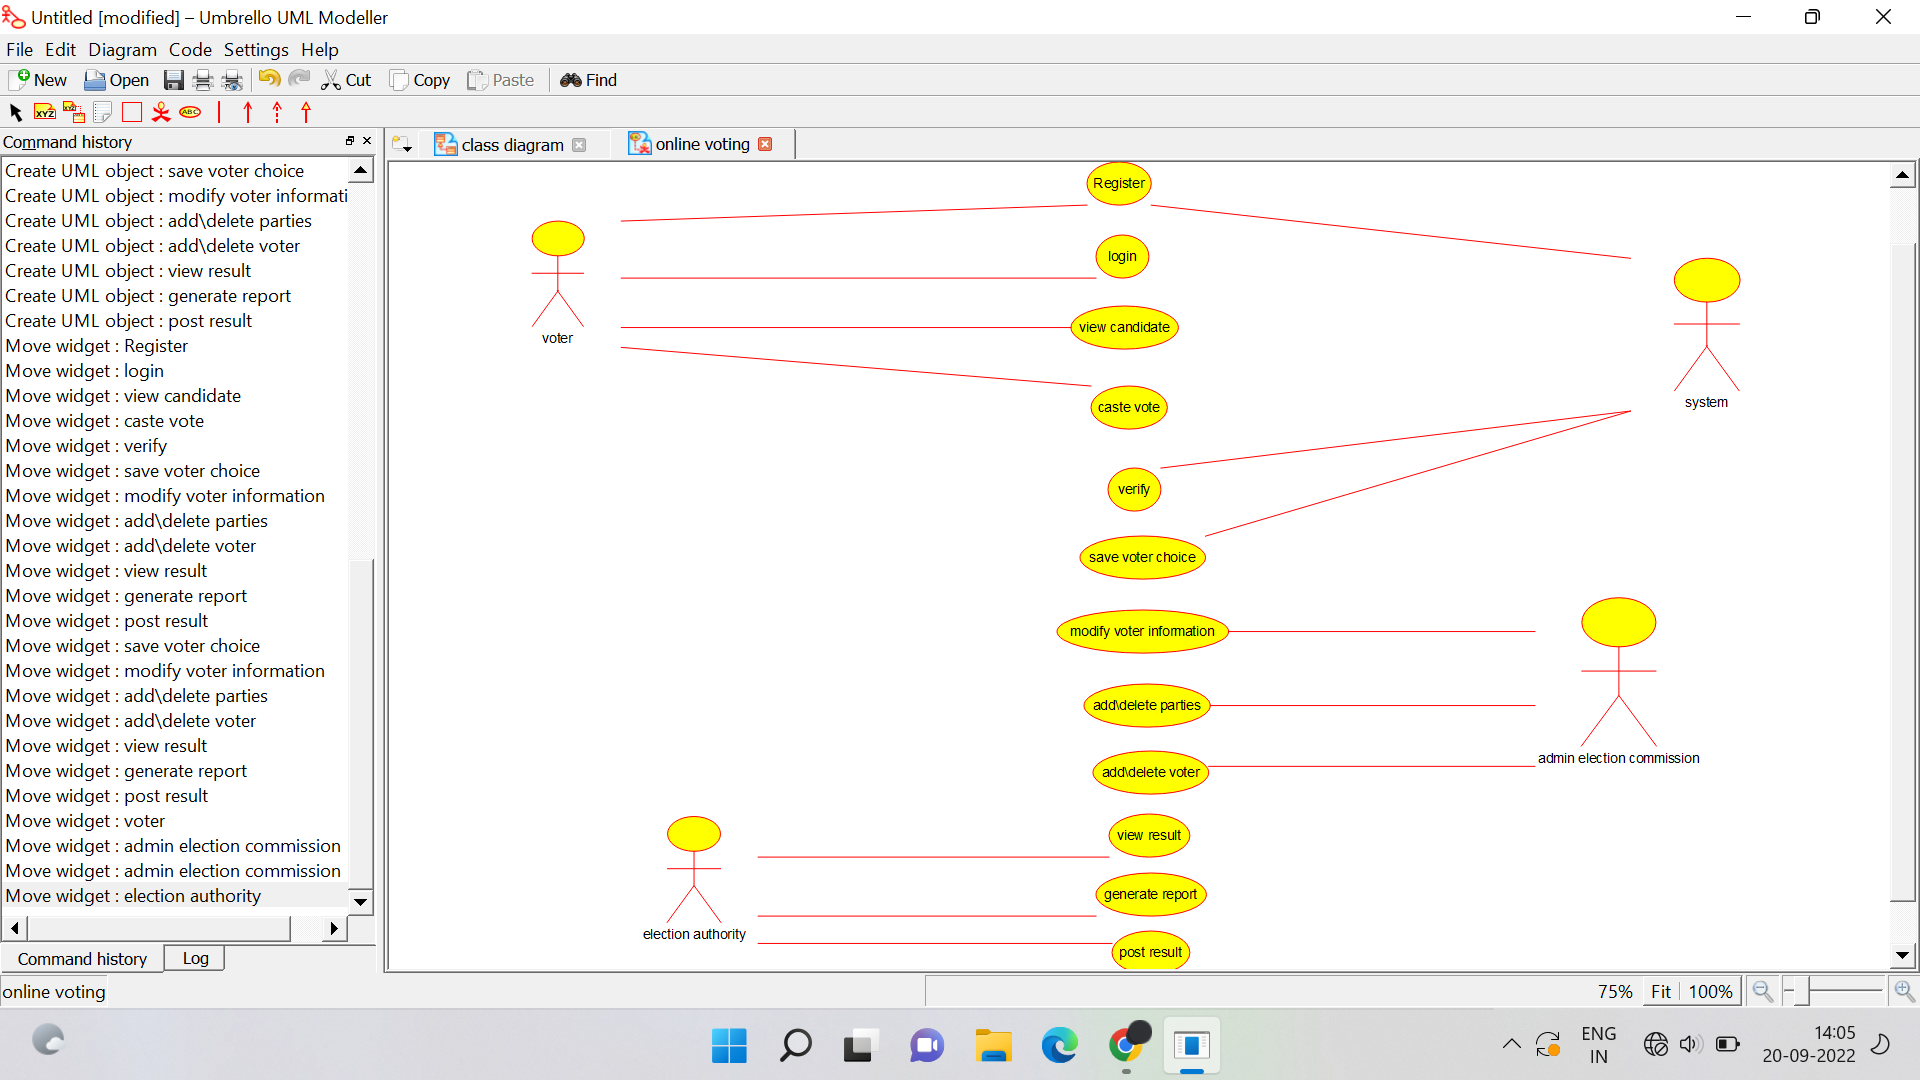 Untitled [modified] – Umbrello UML Modeller
File Edit Diagram Code Settings Help
New Open Cut Copy Paste Find
XYZ XYZ ABC
Command history
class diagram
online voting
Create UML object : save voter choice
Create UML object : modify voter informati
Create UML object : add\delete parties
Create UML object : add\delete voter
Create UML object : view result
Create UML object : generate report
Create UML object : post result
Move widget : Register
Move widget : login
Move widget : view candidate
Move widget : caste vote
Move widget : verify
Move widget : save voter choice
Move widget : modify voter information
Move widget : add\delete parties
Move widget : add\delete voter
Move widget : view result
Move widget : generate report
Move widget : post result
Move widget : save voter choice
Move widget : modify voter information
Move widget : add\delete parties
Move widget : add\delete voter
Move widget : view result
Move widget : generate report
Move widget : post result
Move widget : voter
Move widget : admin election commission
Move widget : admin election commission
Move widget : election authority
Command history
Log
Register
login
view candidate
voter
caste vote
system
verify
save voter choice
modify voter information
add\delete parties
admin election commission
add\delete voter
view result
generate report
election authority
post result
online voting
75% Fit 100%
ENG
IN
14:05
20-09-2022